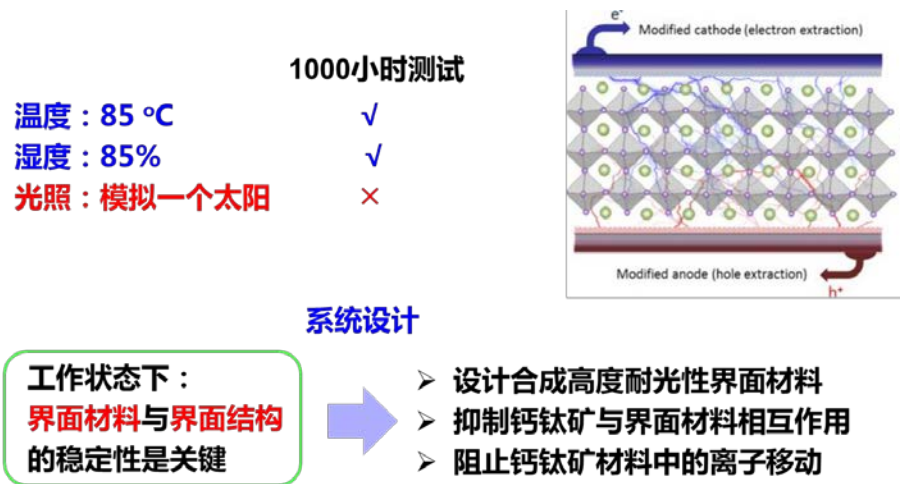 1000小时测试
温度：85 ℃ √
湿度：85% √
光照：模拟一个太阳 ×
e-
Modified cathode (electron extraction)
Modified anode (hole extraction)
h+
系统设计
工作状态下：
界面材料与界面结构
的稳定性是关键
➢ 设计合成高度耐光性界面材料
➢ 抑制钙钛矿与界面材料相互作用
➢ 阻止钙钛矿材料中的离子移动